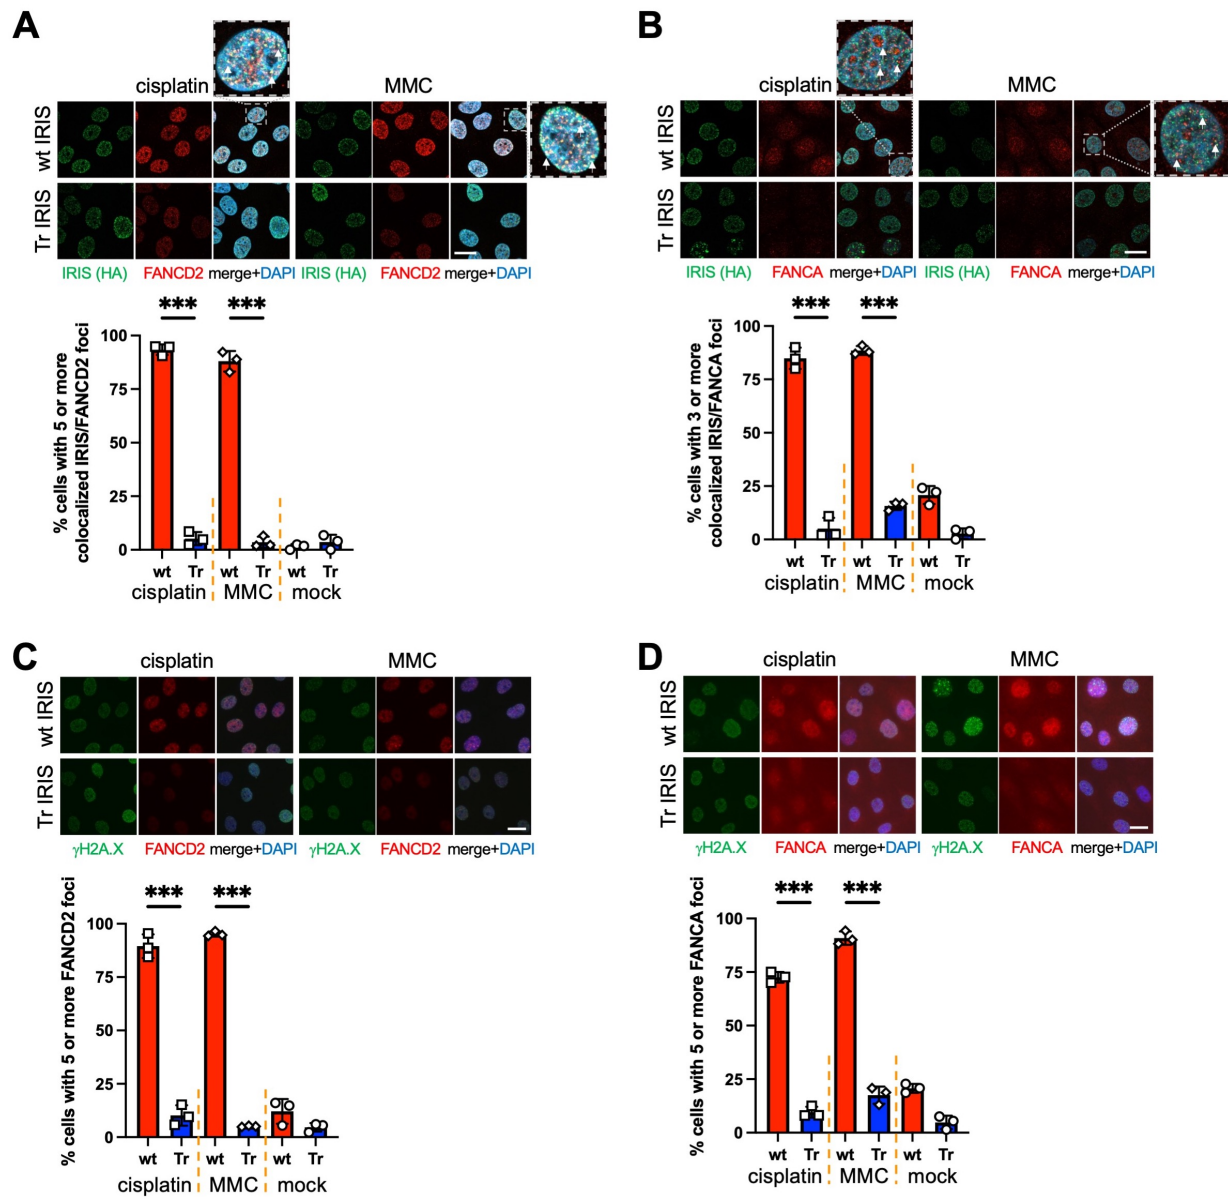 A
cisplatin
MMC
wt IRIS
Tr IRIS
IRIS (HA) FANCD2 merge+DAPI IRIS (HA) FANCD2 merge+DAPI
*** ***
% cells with 5 or more
colocalized IRIS/FANCD2 foci
100
75
50
25
0
wt Tr wt Tr wt Tr
cisplatin MMC mock
B
cisplatin
MMC
wt IRIS
Tr IRIS
IRIS (HA) FANCA merge+DAPI IRIS (HA) FANCA merge+DAPI
*** ***
% cells with 3 or more
colocalized IRIS/FANCA foci
100
75
50
25
0
wt Tr wt Tr wt Tr
cisplatin MMC mock
C
cisplatin
MMC
wt IRIS
Tr IRIS
γH2A.X FANCD2 merge+DAPI γH2A.X FANCD2 merge+DAPI
*** ***
% cells with 5 or more FANCD2 foci
100
75
50
25
0
wt Tr wt Tr wt Tr
cisplatin MMC mock
D
cisplatin
MMC
wt IRIS
Tr IRIS
γH2A.X FANCA merge+DAPI γH2A.X FANCA merge+DAPI
*** ***
% cells with 5 or more FANCA foci
100
75
50
25
0
wt Tr wt Tr wt Tr
cisplatin MMC mock